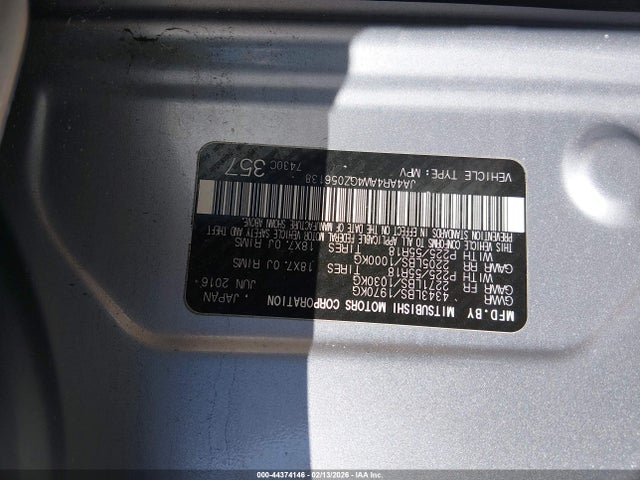 MFD. BY MITSUBISHI MOTORS CORPORATION
GVWR 4343LBS/1970KG
GAWR FR 2271LBS/1030KG
WITH P225/55R18 TIRES 18X7.0J RIMS
GAWR RR 2205LBS/1000KG
WITH P225/55R18 TIRES 18X7.0J RIMS
JAPAN
JUN 2016
THIS VEHICLE CONFORMS TO ALL APPLICABLE FEDERAL MOTOR VEHICLE SAFETY AND THEFT
PREVENTION STANDARDS IN EFFECT ON THE DATE OF MANUFACTURE SHOWN ABOVE.
JA4AR4AW4GZ056138
VEHICLE TYPE: MPV
7430C 357
000-44374146 - 02/13/2026 - © IAA Holdings, LLC